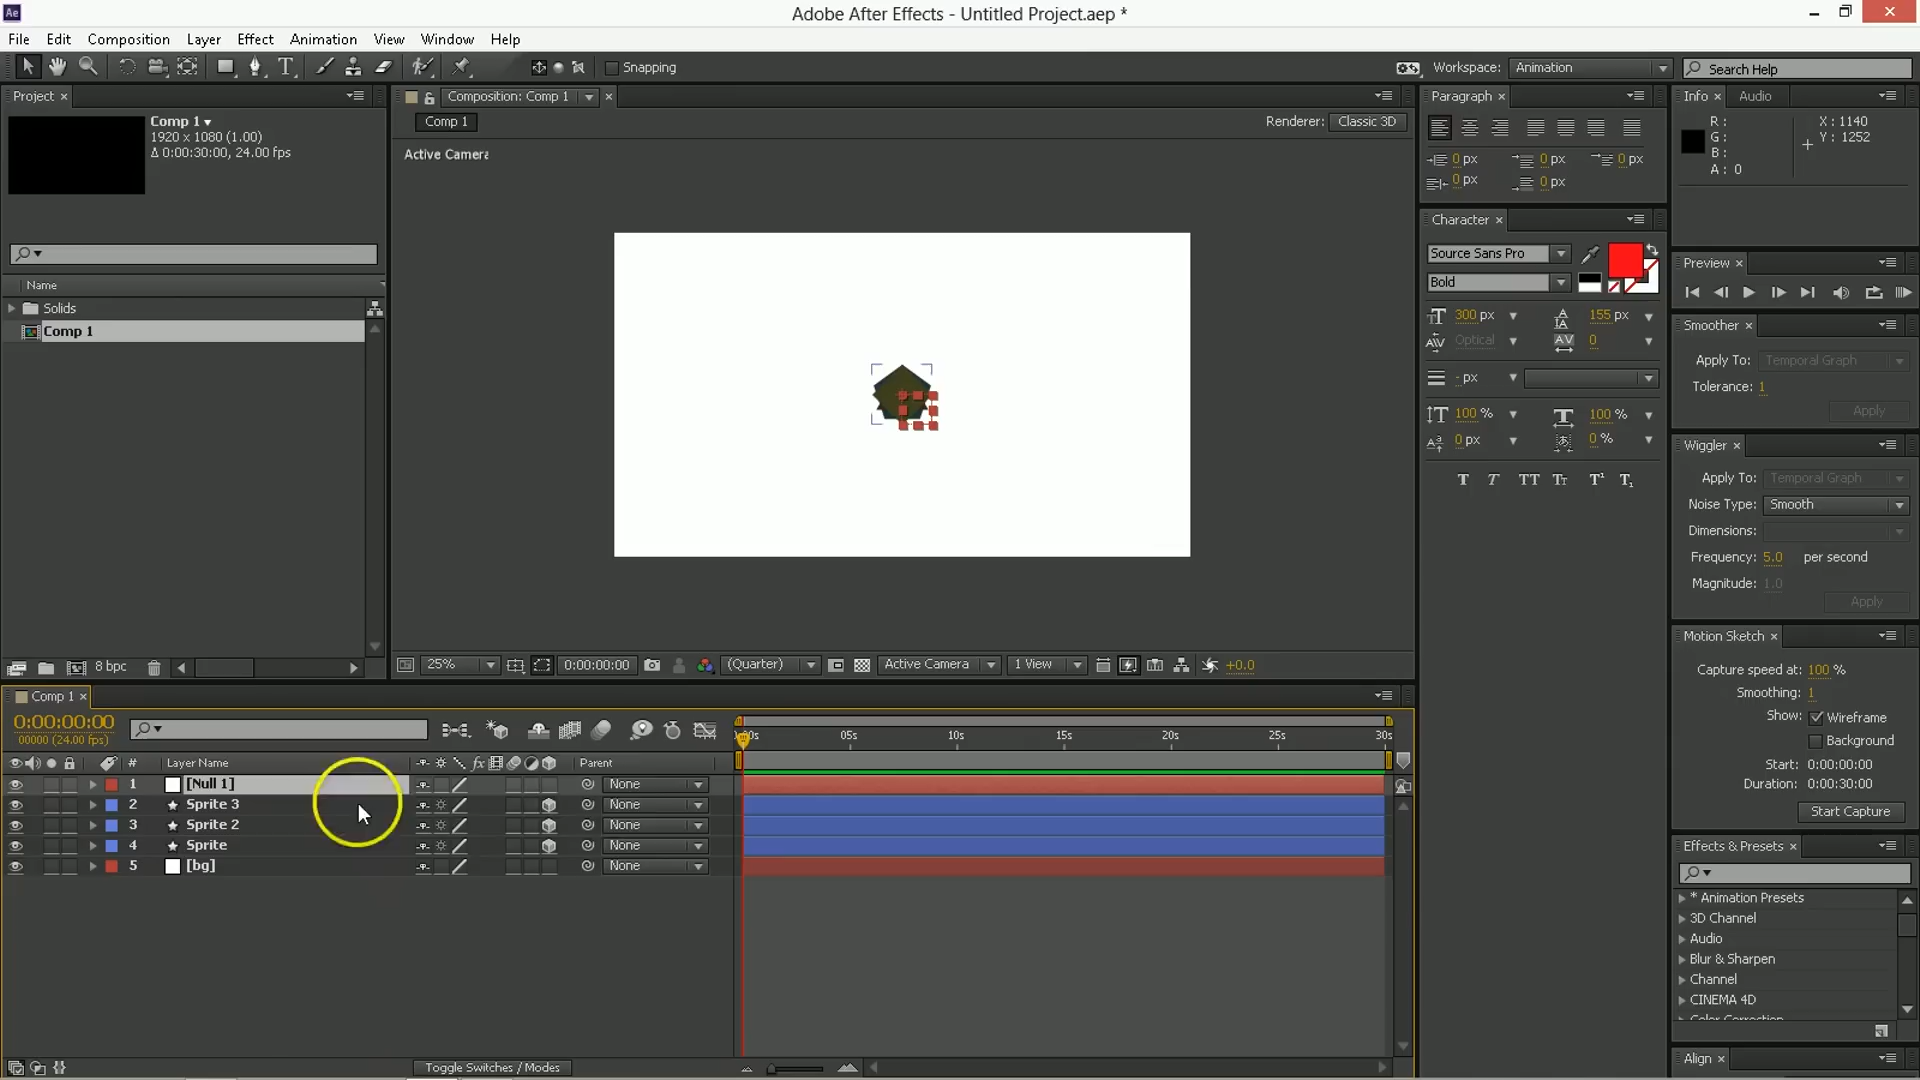 Ae
Adobe After Effects - Untitled Project.aep *
File Edit Composition Layer Effect Animation View Window Help
Snapping
Workspace: Animation
Search Help
Project
Comp 1
1920 x 1080 (1.00)
Δ 0:00:30:00, 24.00 fps)
Name
Solids
Comp 1
8 bpc
Composition: Comp 1
Comp 1
Renderer: Classic 3D
Active Camera
25%
0:00:00:00
(Quarter)
Active Camera
1 View
+0.0
Paragraph
0 px 0 px 0 px
0 px 0 px
Character
Source Sans Pro
Bold
300 px 155 px
Optical 0
- px
100 % 100 %
0 px 0 %
T T TT Tт T¹ T₁
Info Audio
R : X : 1140
G : Y : 1252
B :
A : 0
Preview
Smoother
Apply To: Temporal Graph
Tolerance: 1
Apply
Wiggler
Apply To: Temporal Graph
Noise Type: Smooth
Dimensions:
Frequency: 5.0 per second
Magnitude: 1.0
Apply
Motion Sketch
Capture speed at: 100 %
Smoothing: 1
Show: Wireframe
Background
Start: 0:00:00:00
Duration: 0:00:30:00
Start Capture
Effects & Presets
* Animation Presets
3D Channel
Audio
Blur & Sharpen
Channel
CINEMA 4D
Color Correction
Align
Comp 1
0:00:00:00
00000 (24.00 fps)
:00s 05s 10s 15s 20s 25s 30s
# Layer Name Parent
1 [Null 1] None
2 Sprite 3 None
3 Sprite 2 None
4 Sprite None
5 [bg] None
Toggle Switches / Modes